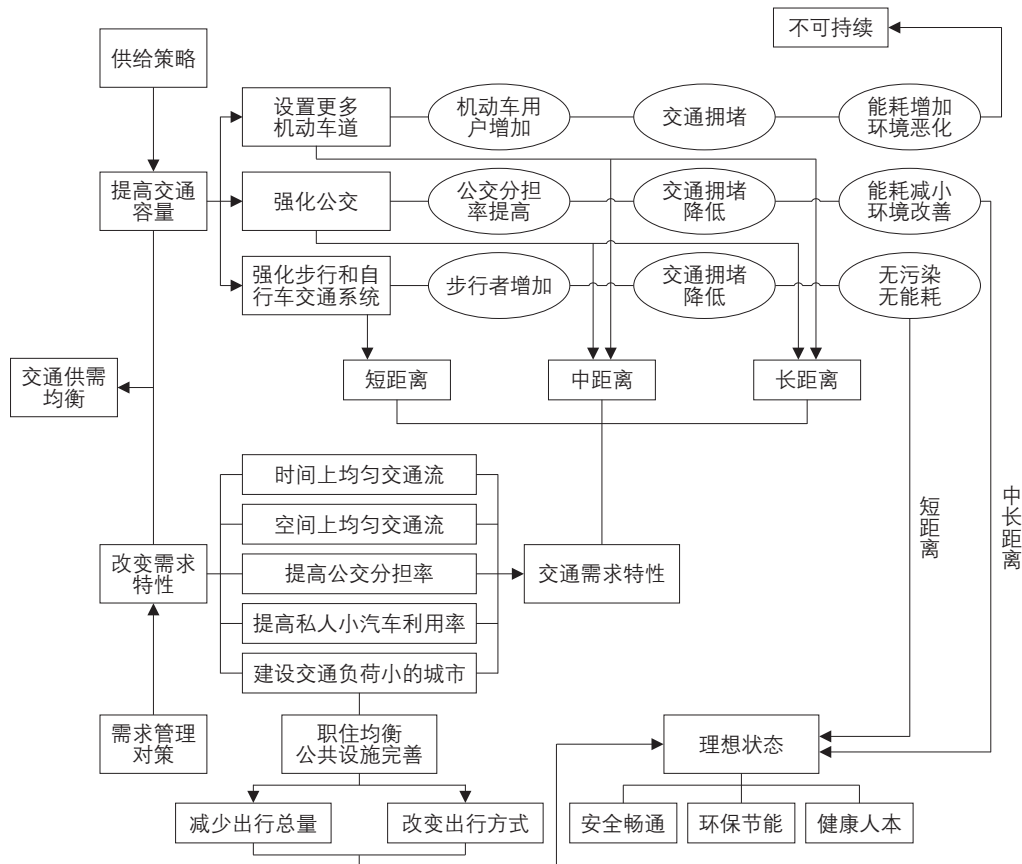 不可持续
供给策略
设置更多
机动车道
机动车用
户增加
交通拥堵
能耗增加
环境恶化
提高交通
容量
强化公交
公交分担
率提高
交通拥堵
降低
能耗减小
环境改善
强化步行和自
行车交通系统
步行者增加
交通拥堵
降低
无污染
无能耗
交通供需
均衡
短距离
中距离
长距离
时间上均匀交通流
空间上均匀交通流
短距离
中长距离
改变需求
特性
提高公交分担率
交通需求特性
提高私人小汽车利用率
建设交通负荷小的城市
需求管理
对策
职住均衡
公共设施完善
理想状态
减少出行总量
改变出行方式
安全畅通
环保节能
健康人本